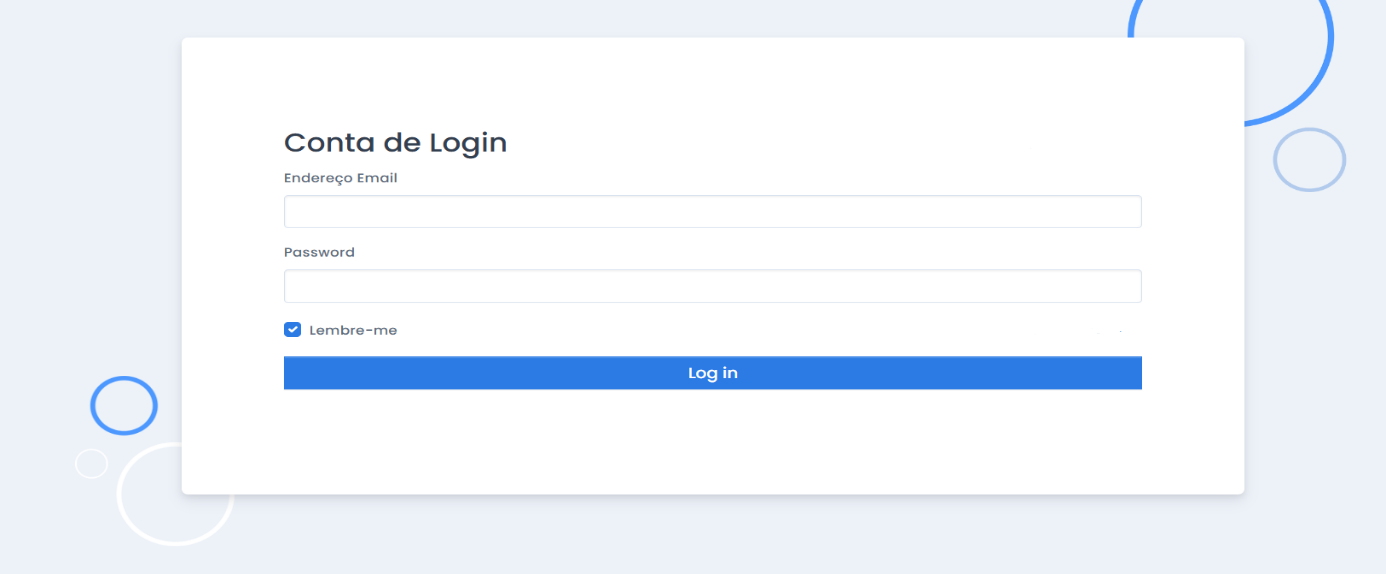 Conta de Login
Endereço Email
Password
Lembre-me
Log in